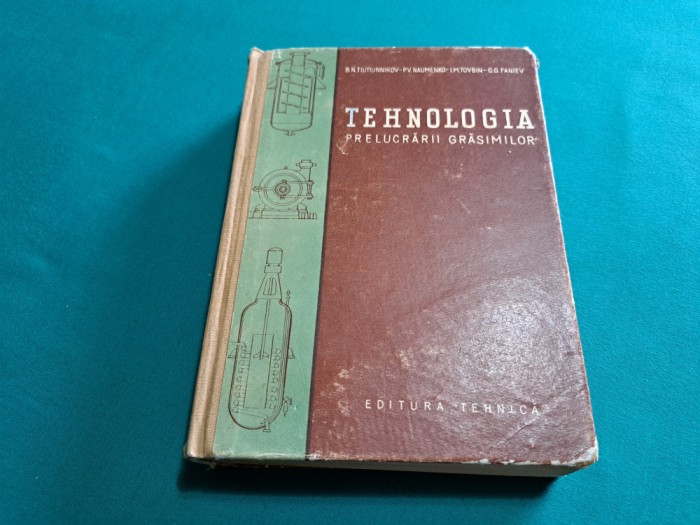 B.N.TIUTIUNNIKOV-P.V.NAUMENKO-I.M.TOVBIN-G.G.FANIEV
TEHNOLOGIA
PRELUCRĂRII GRĂSIMILOR
EDITURA TEHNICĂ